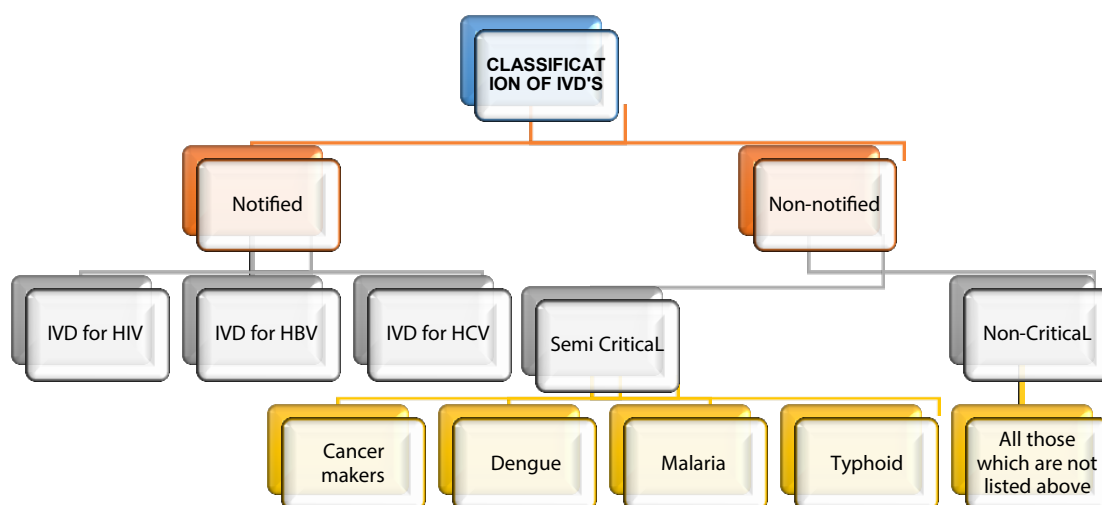 CLASSIFICAT
ION OF IVD'S
Notified
Non-notified
IVD for HIV
IVD for HBV
IVD for HCV
Semi CriticaL
Non-CriticaL
Cancer
makers
Dengue
Malaria
Typhoid
All those
which are not
listed above